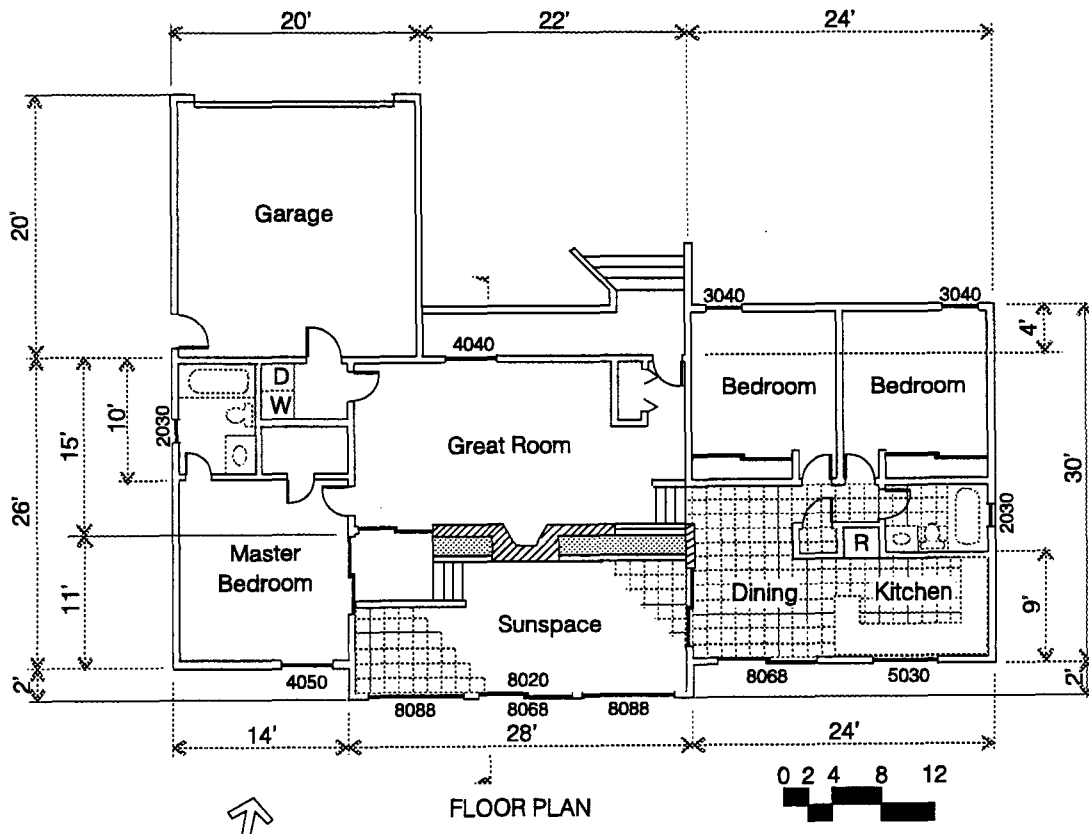 20' 22' 24'
20'
Garage
3040 3040
4'
4040
D
W
Bedroom Bedroom
10'
2030
15'
Great Room
30'
26'
2030
R
Master
Bedroom
11'
Dining Kitchen
9'
Sunspace
2'
4050
8020
8068 5030
2'
8088 8068 8088
14' 28' 24'
0 2 4 8 12
FLOOR PLAN